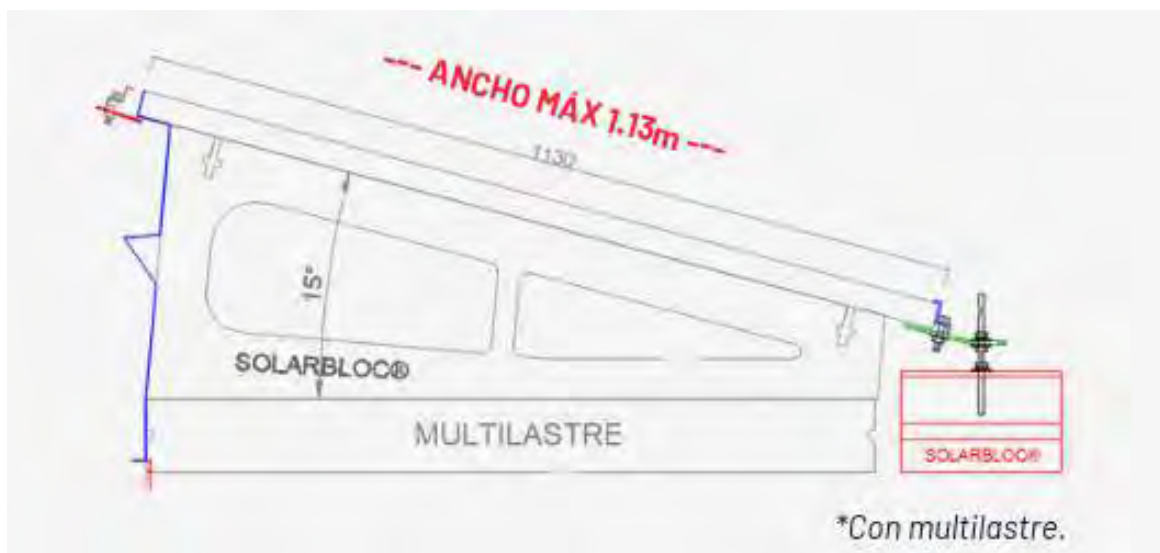 --- ANCHO MÁX 1.13m ---
1130
15°
SOLARBLOC®
MULTILASTRE
SOLARBLOC®
*Con multilastre.